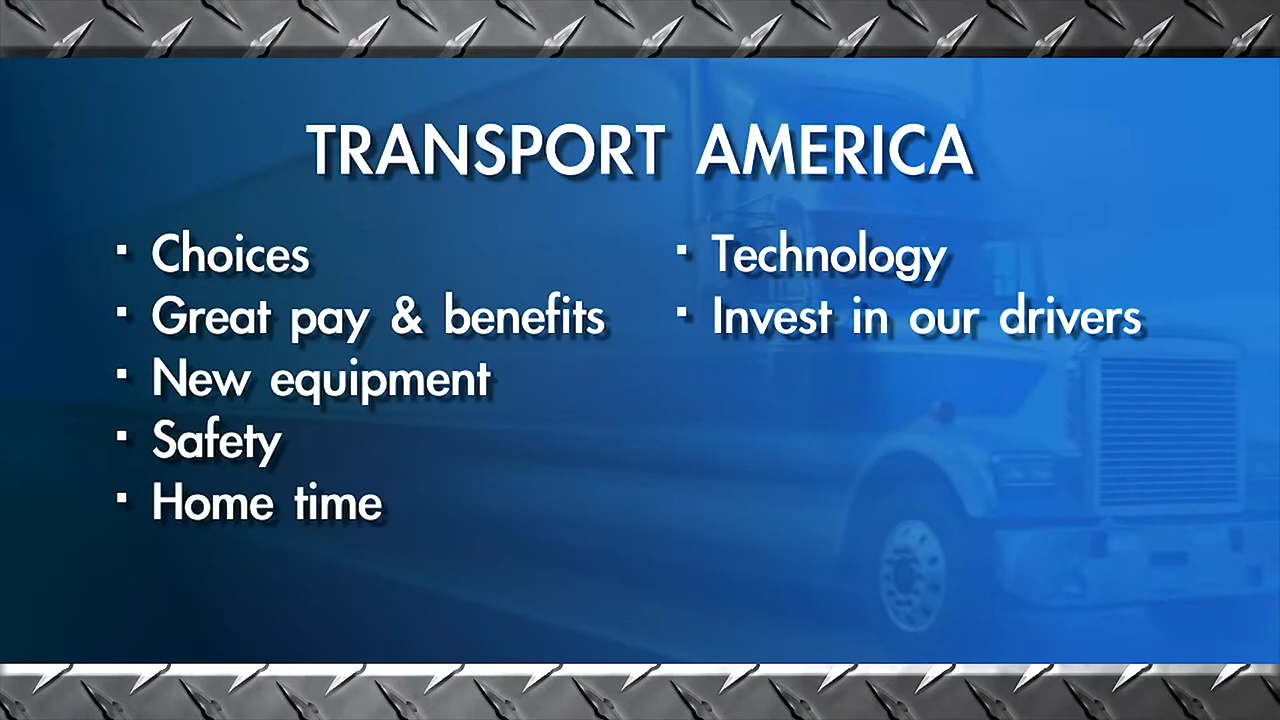 TRANSPORT AMERICA
▪ Choices
▪ Great pay & benefits
▪ New equipment
▪ Safety
▪ Home time
▪ Technology
▪ Invest in our drivers